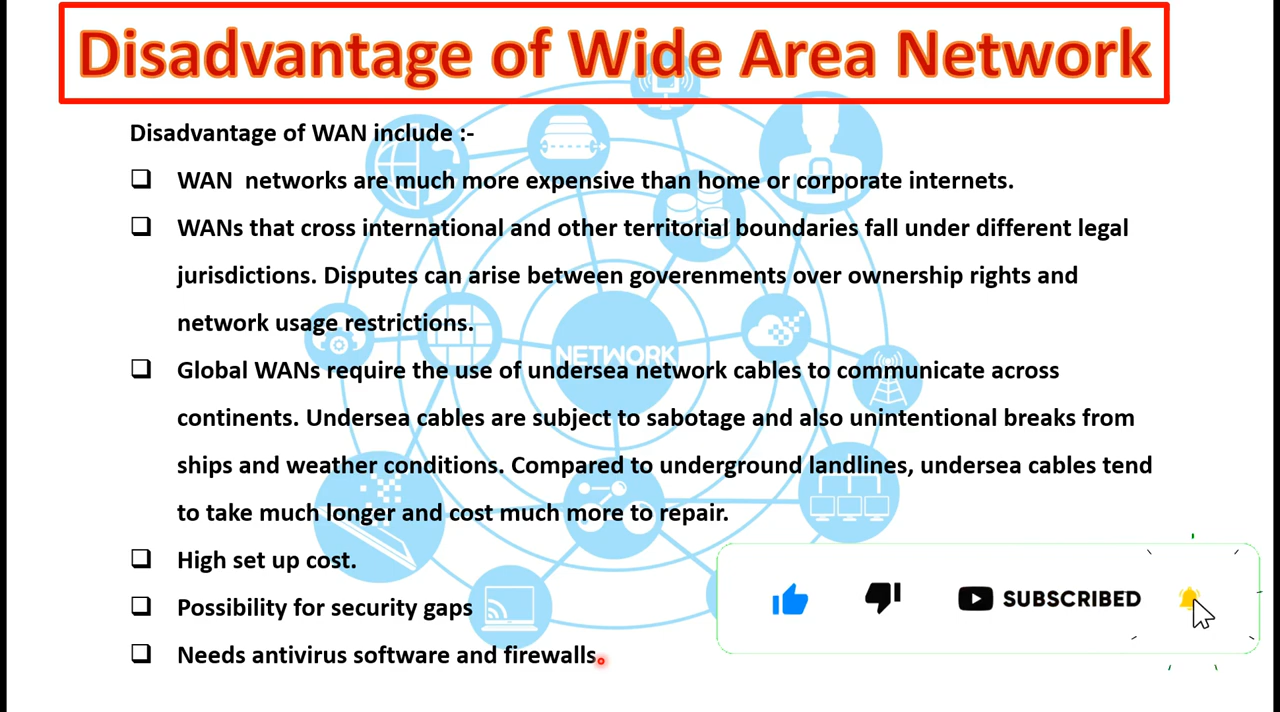 Disadvantage of Wide Area Network
Disadvantage of WAN include :-
❑ WAN  networks are much more expensive than home or corporate internets.
❑ WANs that cross international and other territorial boundaries fall under different legal
jurisdictions. Disputes can arise between goverenments over ownership rights and
network usage restrictions.
NETWORK
❑ Global WANs require the use of undersea network cables to communicate across
continents. Undersea cables are subject to sabotage and also unintentional breaks from
ships and weather conditions. Compared to underground landlines, undersea cables tend
to take much longer and cost much more to repair.
❑ High set up cost.
❑ Possibility for security gaps
❑ Needs antivirus software and firewalls.
SUBSCRIBED